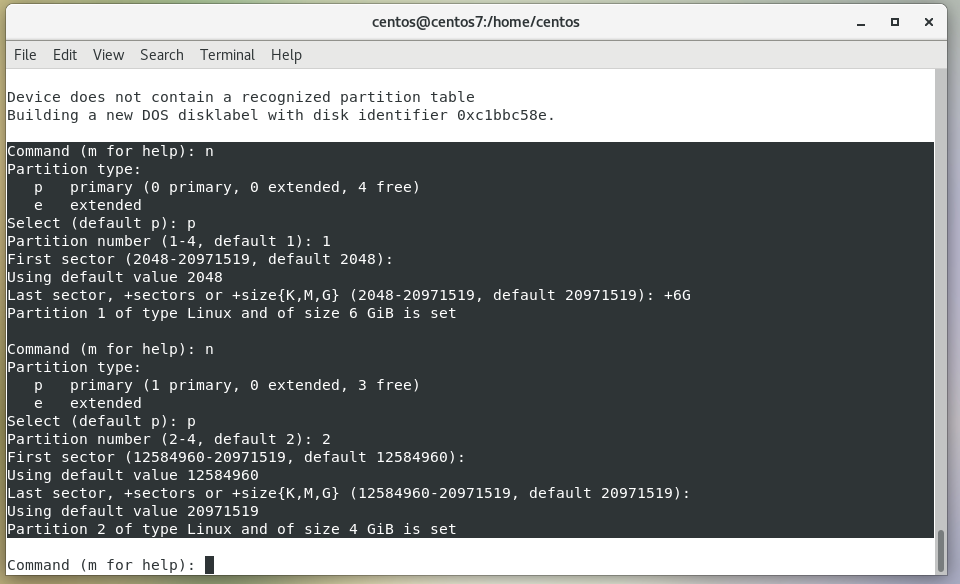 centos@centos7:/home/centos
File Edit View Search Terminal Help
Device does not contain a recognized partition table
Building a new DOS disklabel with disk identifier 0xc1bbc58e.
Command (m for help): n
Partition type:
   p   primary (0 primary, 0 extended, 4 free)
   e   extended
Select (default p): p
Partition number (1-4, default 1): 1
First sector (2048-20971519, default 2048):
Using default value 2048
Last sector, +sectors or +size{K,M,G} (2048-20971519, default 20971519): +6G
Partition 1 of type Linux and of size 6 GiB is set
Command (m for help): n
Partition type:
   p   primary (1 primary, 0 extended, 3 free)
   e   extended
Select (default p): p
Partition number (2-4, default 2): 2
First sector (12584960-20971519, default 12584960):
Using default value 12584960
Last sector, +sectors or +size{K,M,G} (12584960-20971519, default 20971519):
Using default value 20971519
Partition 2 of type Linux and of size 4 GiB is set
Command (m for help):